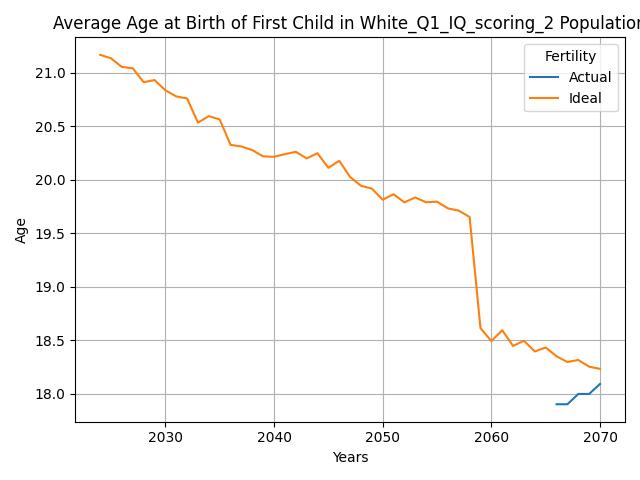 Average Age at Birth of First Child in White_Q1_IQ_scoring_2 Population
Fertility
Actual
Ideal
21.0
20.5
20.0
19.5
19.0
18.5
18.0
Age
2030 2040 2050 2060 2070
Years